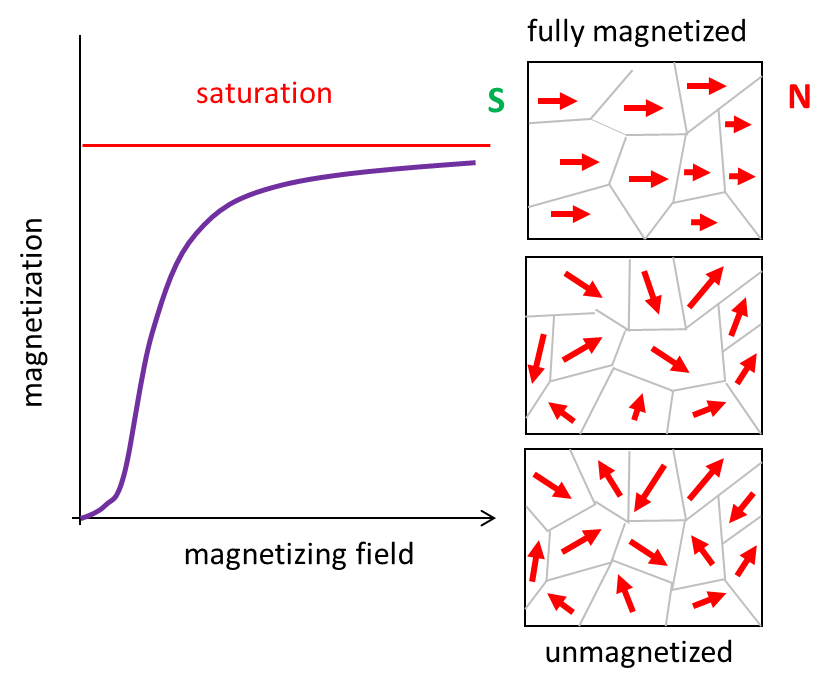 fully magnetized
saturation
S
N
magnetization
magnetizing field
unmagnetized